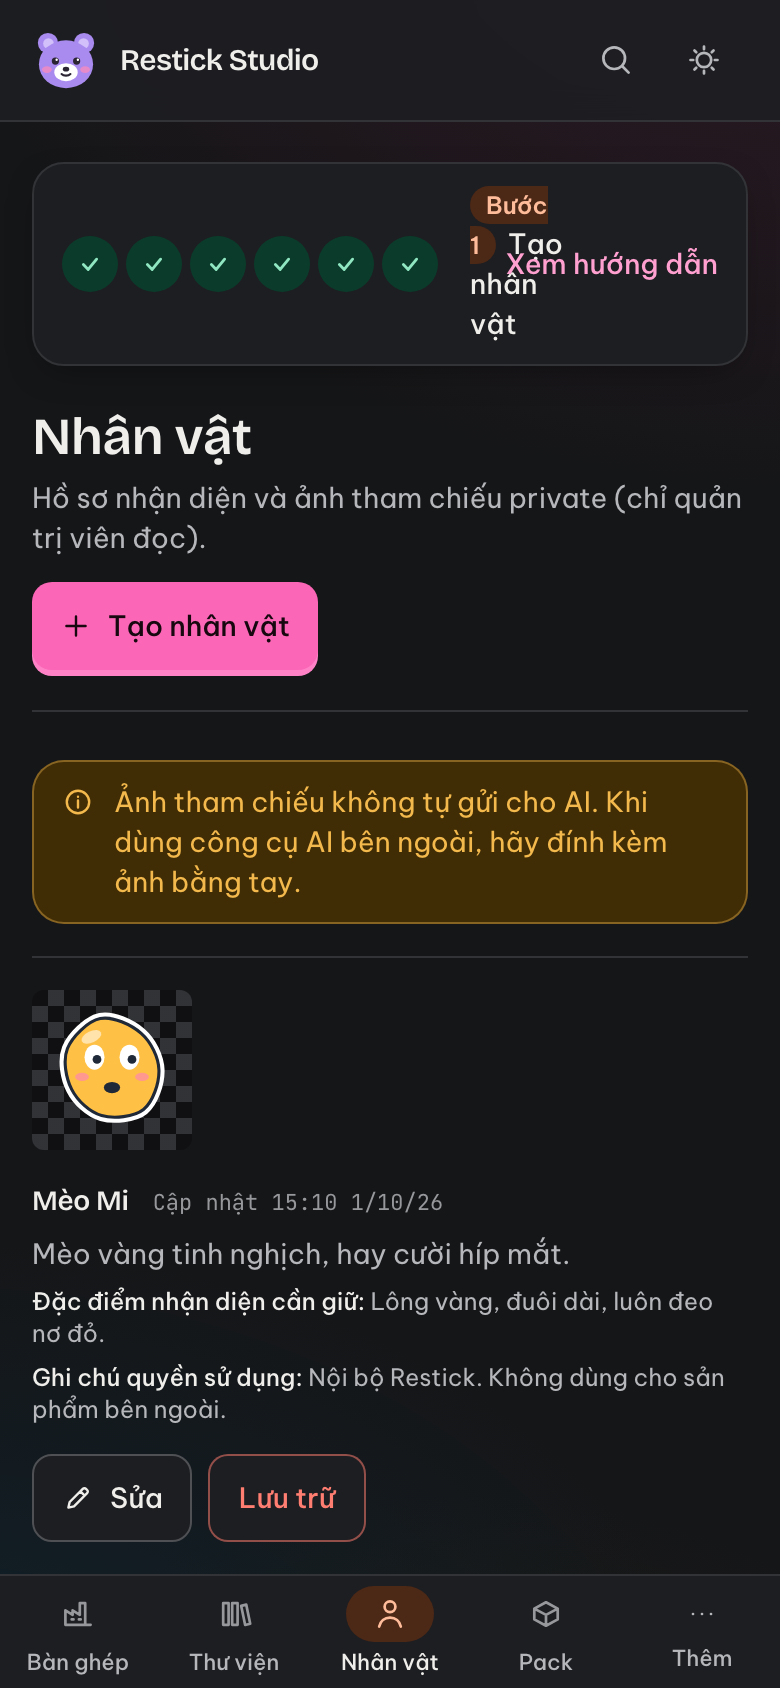 Restick Studio
Bước
1 Tạo
nhân
vật
Xem hướng dẫn
Nhân vật
Hồ sơ nhận diện và ảnh tham chiếu private (chỉ quản
trị viên đọc).
Tạo nhân vật
Ảnh tham chiếu không tự gửi cho AI. Khi
dùng công cụ AI bên ngoài, hãy đính kèm
ảnh bằng tay.
Mèo Mi Cập nhật 15:10 1/10/26
Mèo vàng tinh nghịch, hay cười híp mắt.
Đặc điểm nhận diện cần giữ: Lông vàng, đuôi dài, luôn đeo
nơ đỏ.
Ghi chú quyền sử dụng: Nội bộ Restick. Không dùng cho sản
phẩm bên ngoài.
Sửa
Lưu trữ
Bàn ghép
Thư viện
Nhân vật
Pack
Thêm